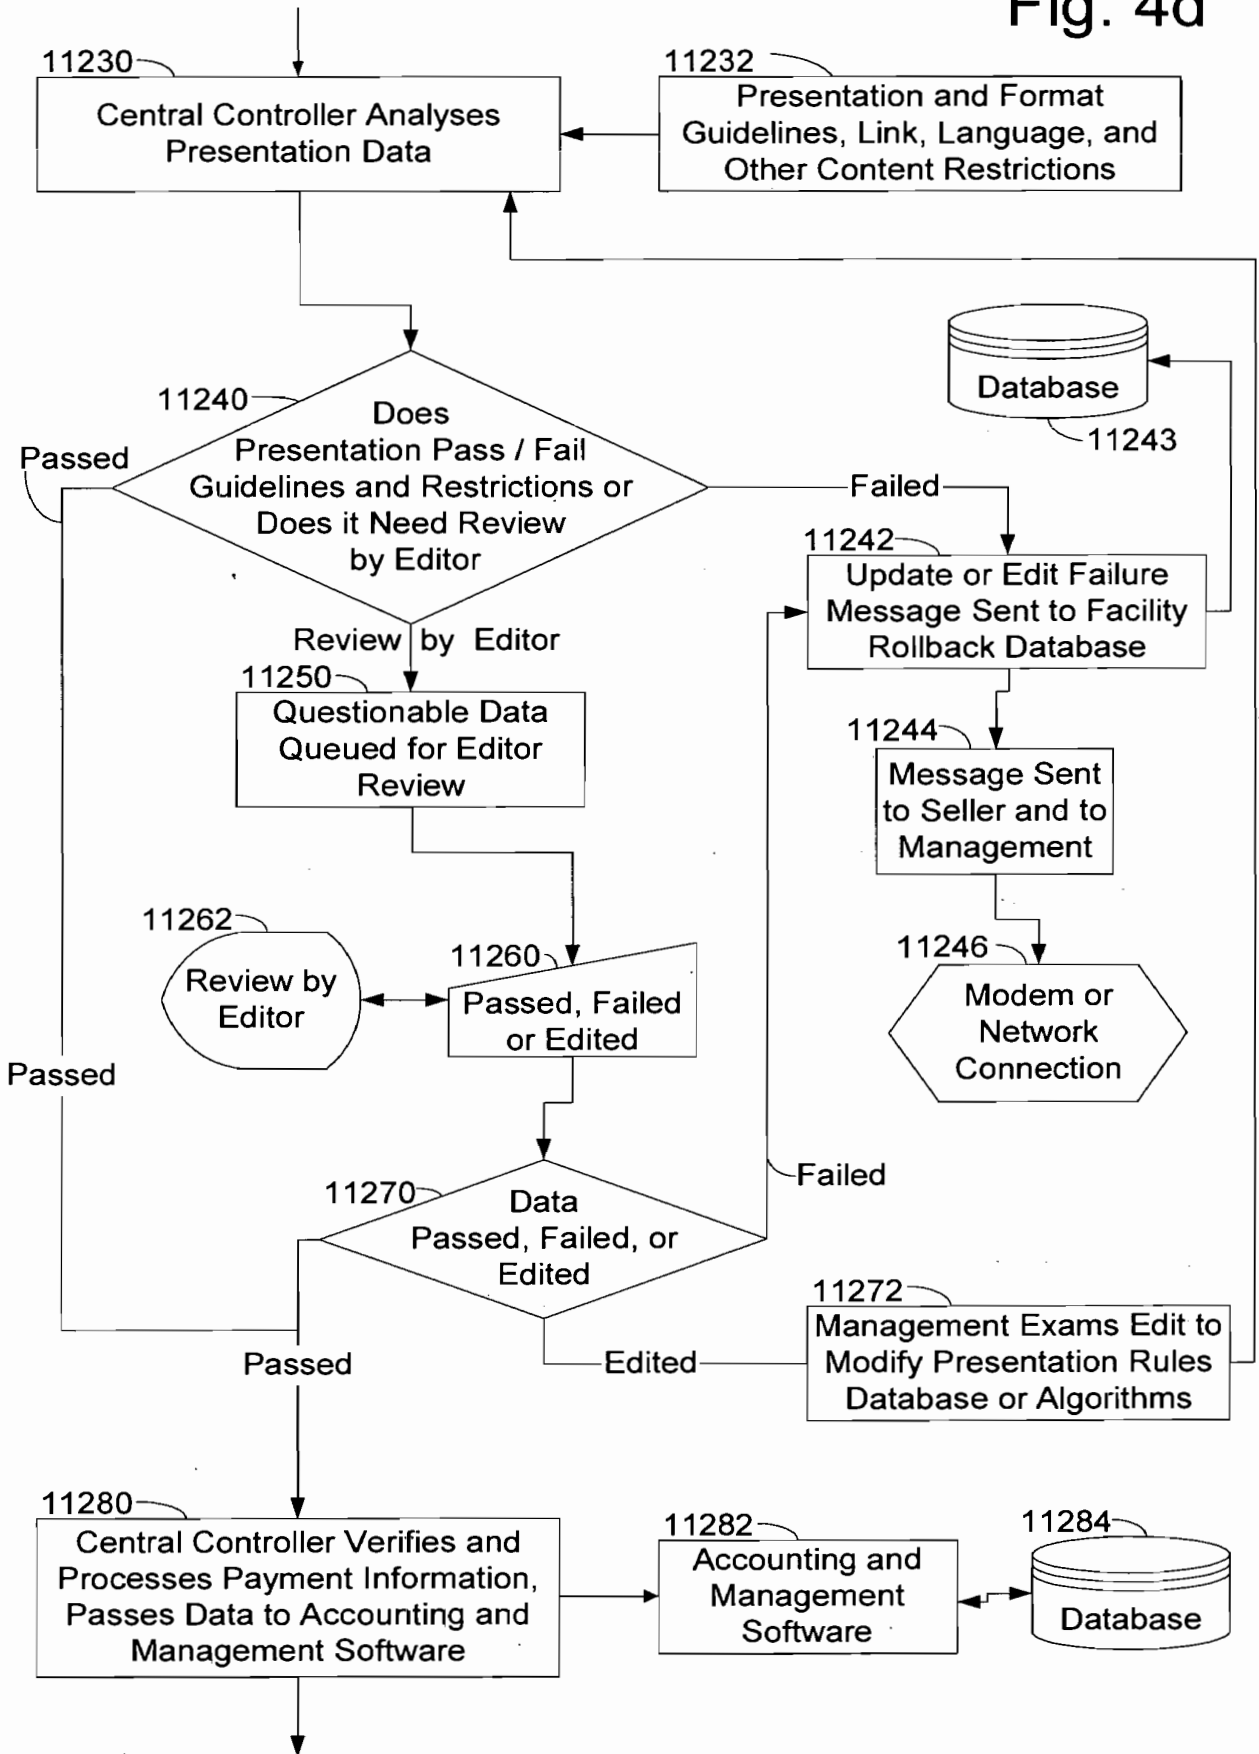 Fig. 4d
11230
Central Controller Analyses
Presentation Data
11232
Presentation and Format
Guidelines, Link, Language, and
Other Content Restrictions
11240
Does
Presentation Pass / Fail
Guidelines and Restrictions or
Does it Need Review
by Editor
Passed
Failed
Database
11243
11242
Update or Edit Failure
Message Sent to Facility
Rollback Database
Review by Editor
11250
Questionable Data
Queued for Editor
Review
11244
Message Sent
to Seller and to
Management
11246
Modem or
Network
Connection
11262
Review by
Editor
11260
Passed, Failed
or Edited
Passed
11270
Data
Passed, Failed, or
Edited
Failed
11272
Management Exams Edit to
Modify Presentation Rules
Database or Algorithms
Edited
Passed
11280
Central Controller Verifies and
Processes Payment Information,
Passes Data to Accounting and
Management Software
11282
Accounting and
Management
Software
11284
Database